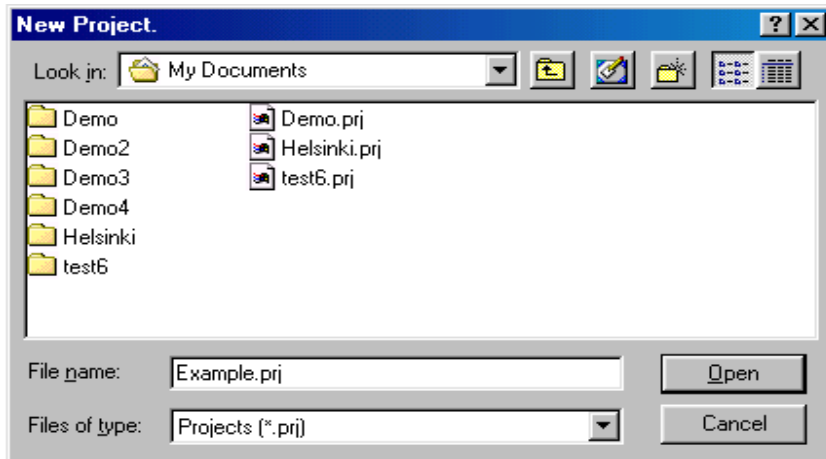 New Project.
Look in: My Documents
Demo
Demo2
Demo3
Demo4
Helsinki
test6
Demo.prj
Helsinki.prj
test6.prj
File name: Example.prj Open
Files of type: Projects (*.prj) Cancel